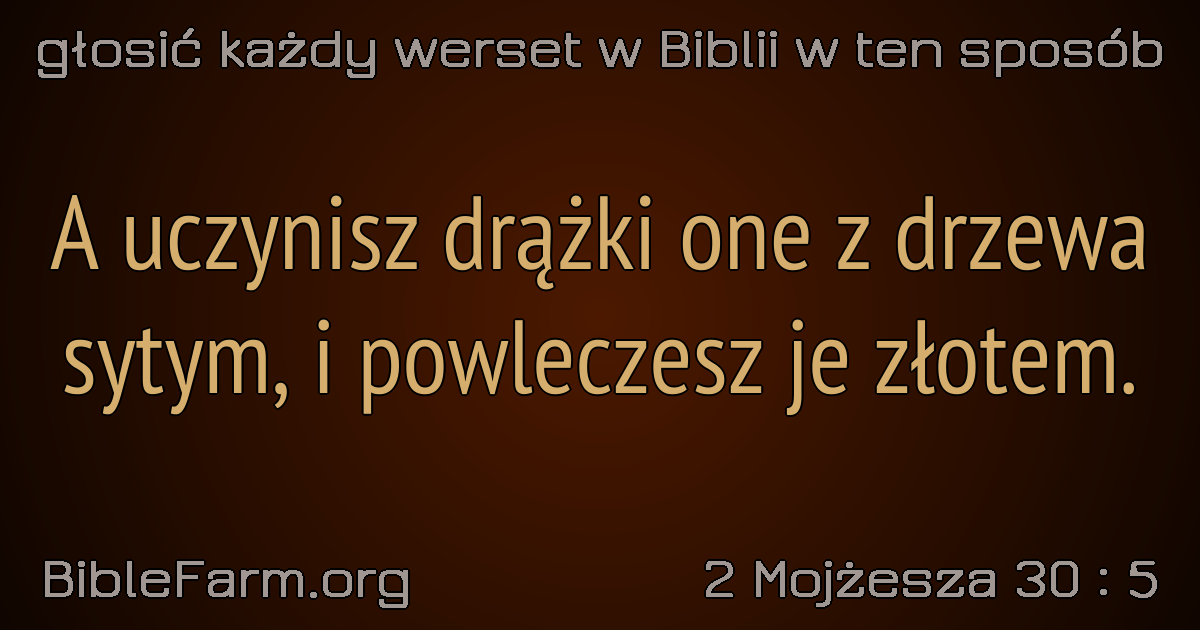 głosić każdy werset w Biblii w ten sposób
A uczynisz drążki one z drzewa
sytym, i powleczesz je złotem.
BibleFarm.org
2 Mojżesza 30 : 5